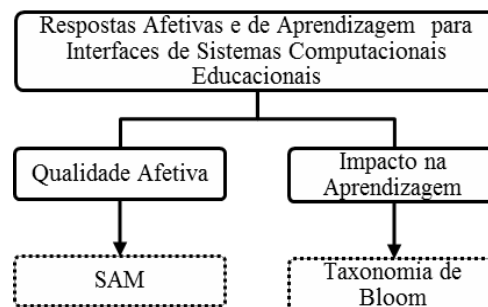 Respostas Afetivas e de Aprendizagem para
Interfaces de Sistemas Computacionais
Educacionais
Qualidade Afetiva
Impacto na
Aprendizagem
SAM
Taxonomia de
Bloom